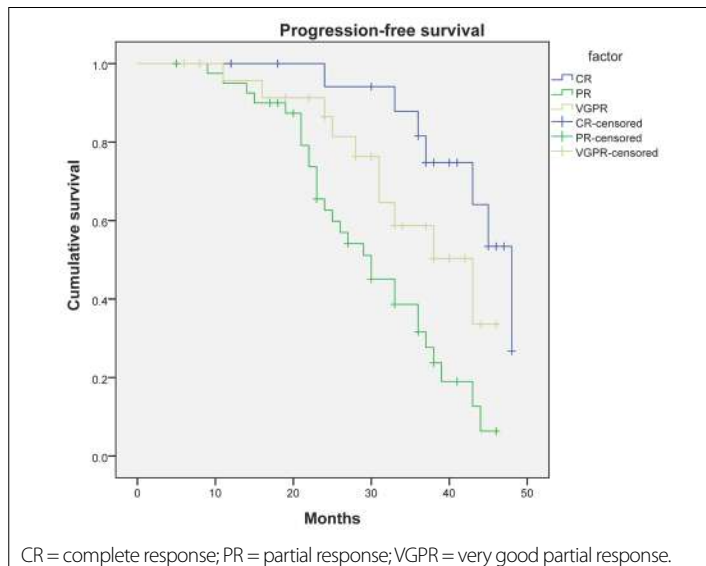 Progression-free survival
factor
CR
PR
VGPR
CR-censored
PR-censored
VGPR-censored
Cumulative survival
1.0
0.8
0.6
0.4
0.2
0.0
0 10 20 30 40 50
Months
CR = complete response; PR = partial response; VGPR = very good partial response.